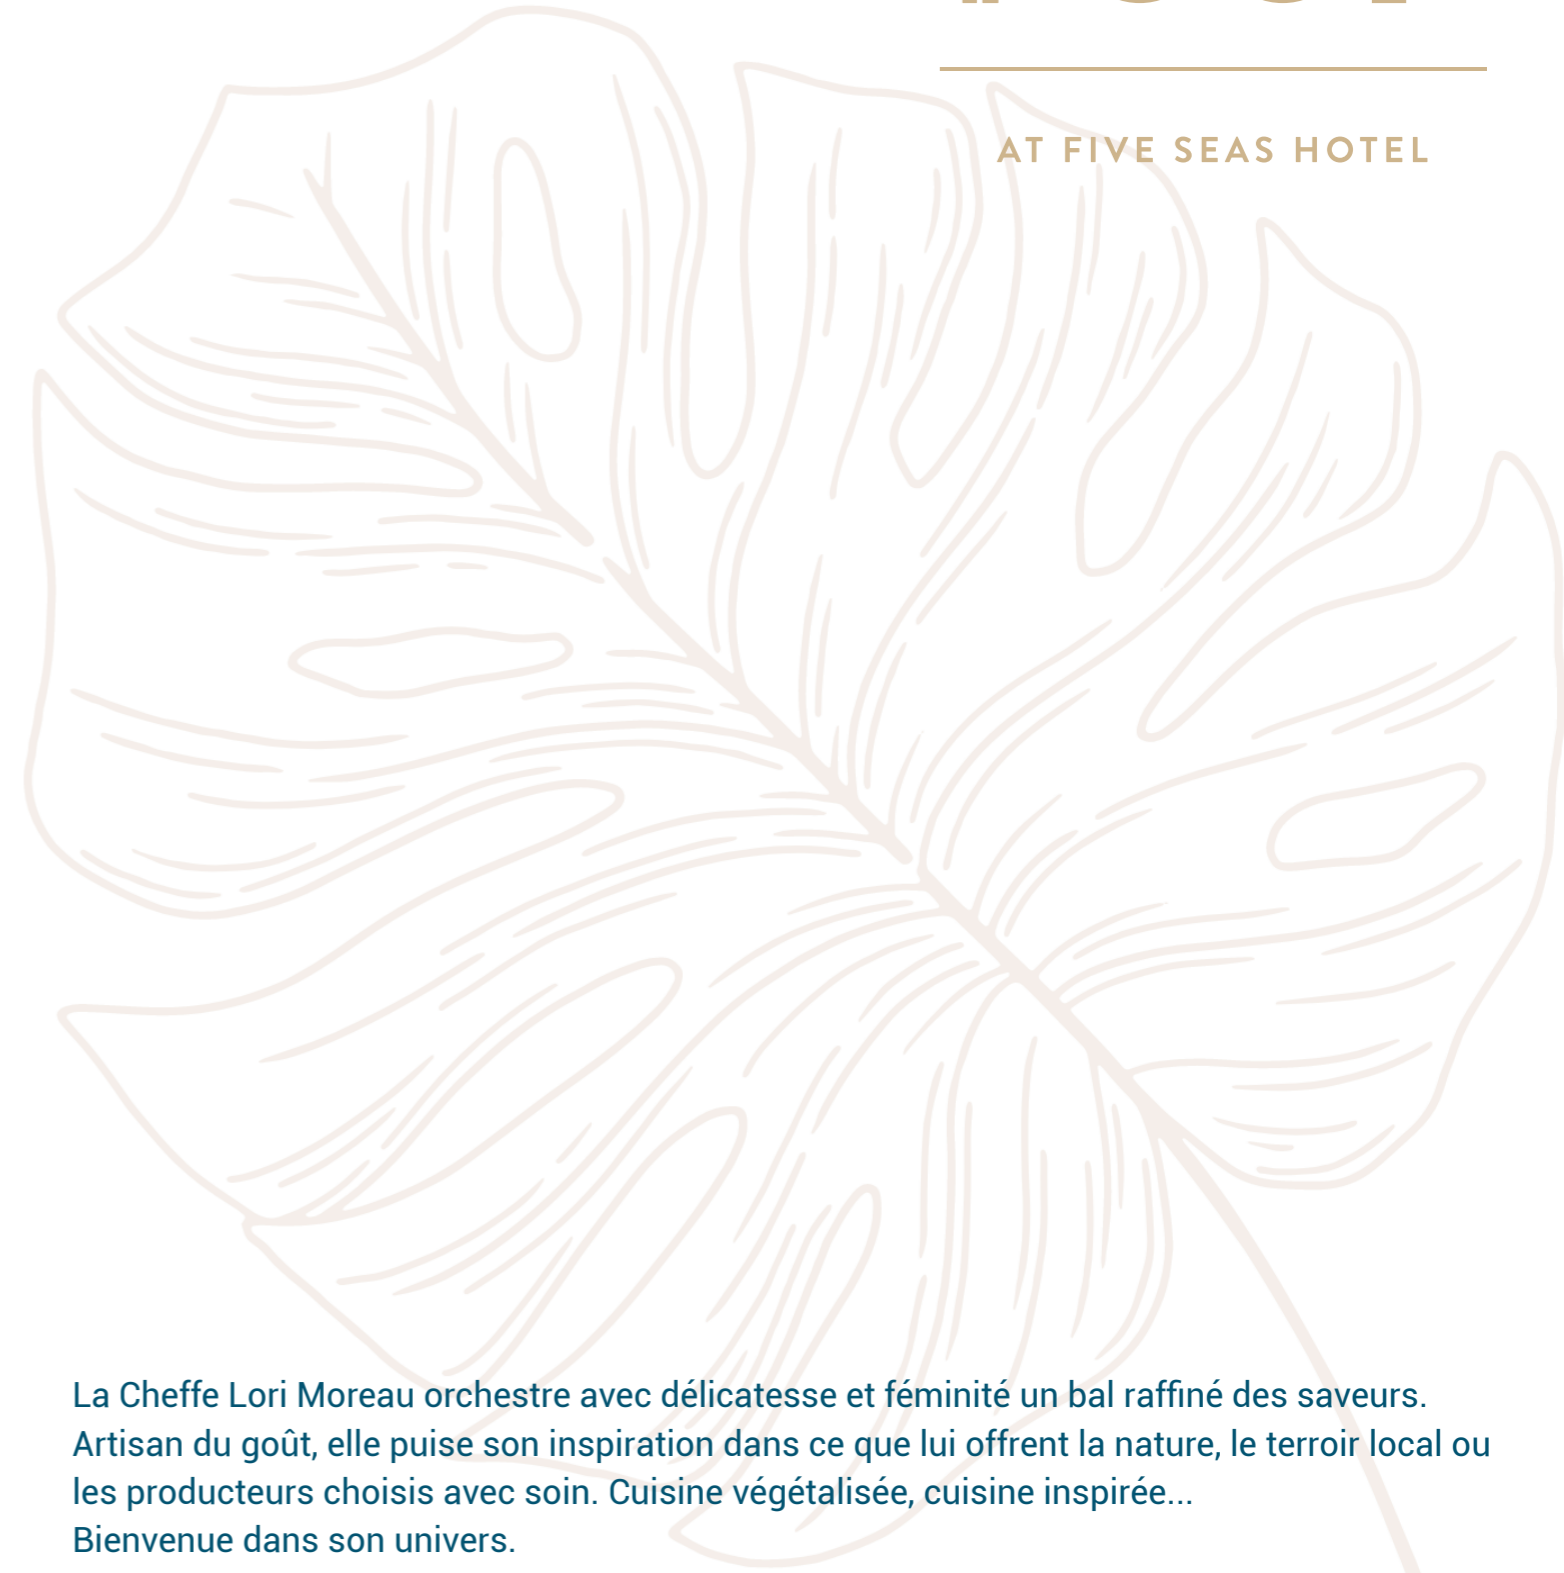 AT FIVE SEAS HOTEL
La Cheffe Lori Moreau orchestre avec délicatesse et féminité un bal raffiné des saveurs.
Artisan du goût, elle puise son inspiration dans ce que lui offrent la nature, le terroir local ou
les producteurs choisis avec soin. Cuisine végétalisée, cuisine inspirée...
Bienvenue dans son univers.